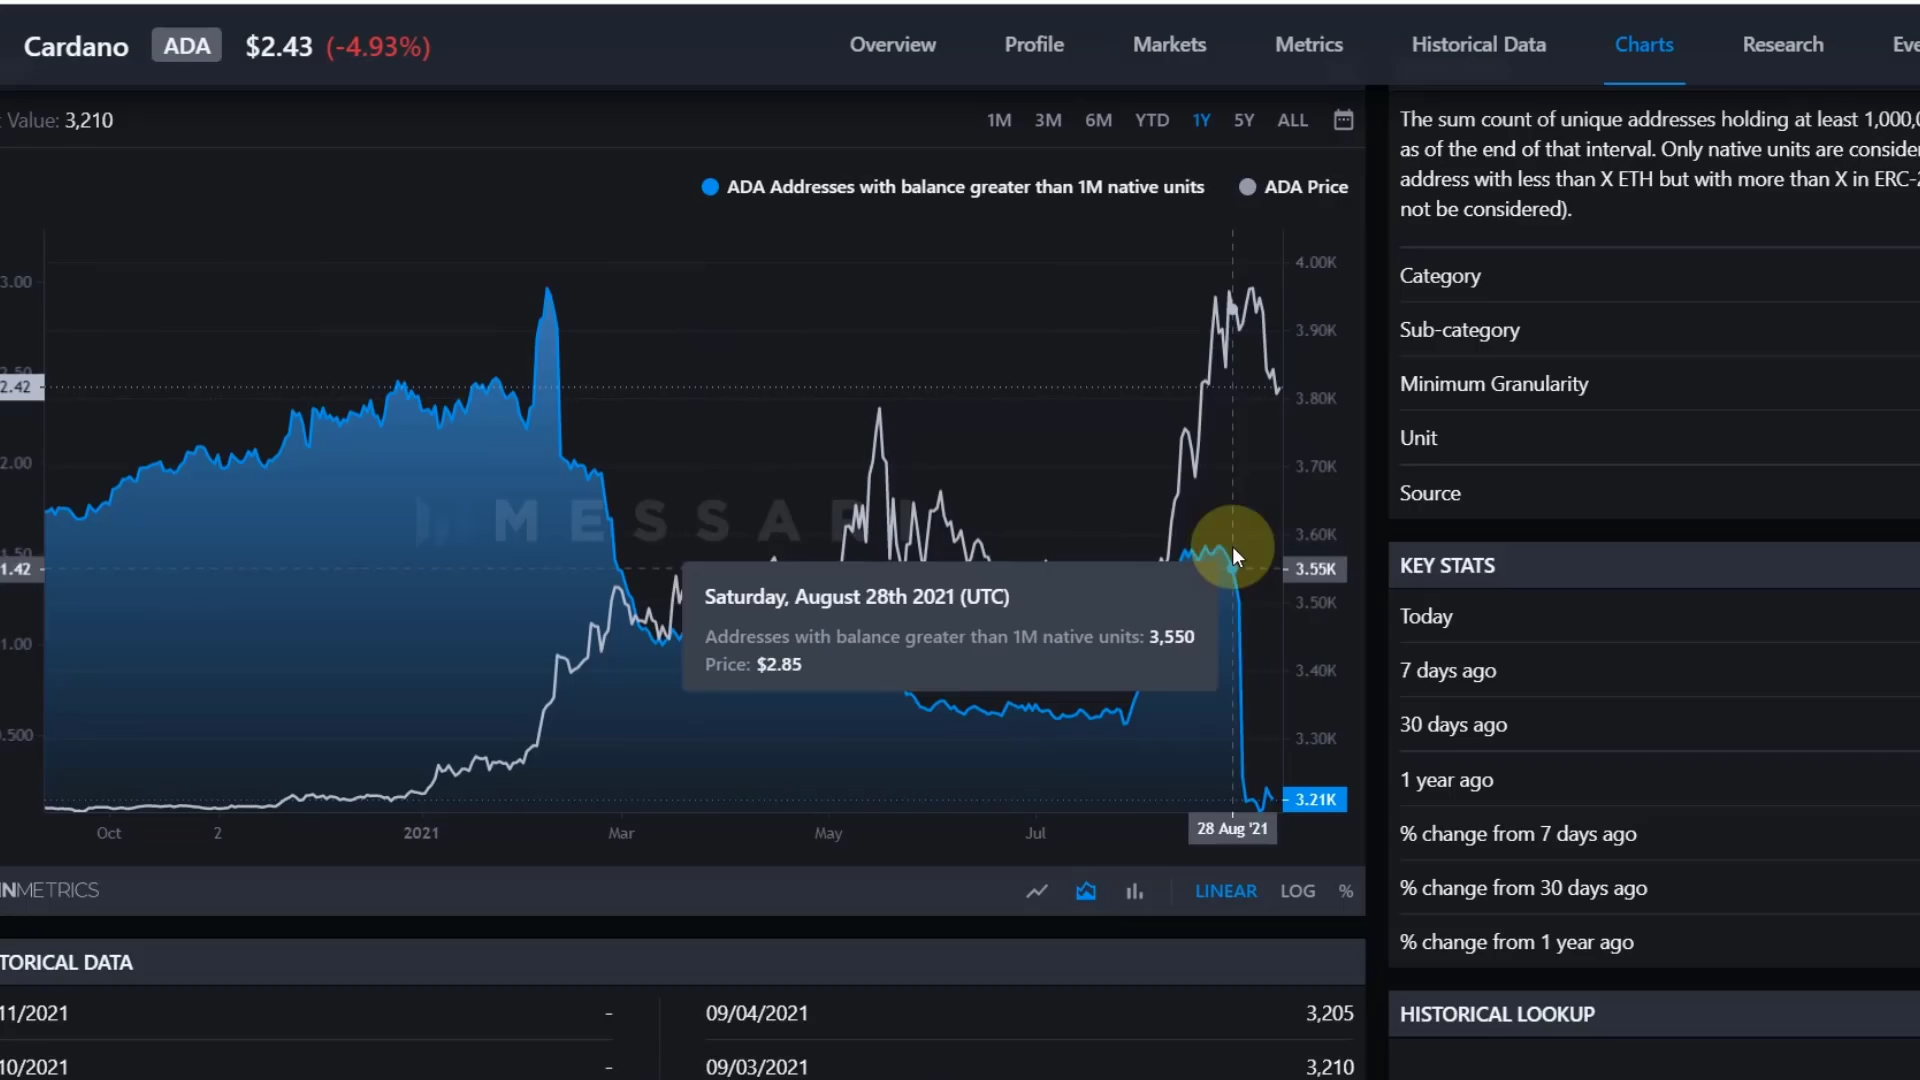 Cardano ADA $2.43 (-4.93%)
Overview Profile Markets Metrics Historical Data Charts Research Eve
Value: 3,210
1M 3M 6M YTD 1Y 5Y ALL
ADA Addresses with balance greater than 1M native units ADA Price
3.00
2.42
2.00
1.50
1.42
1.00
.500
4.00K
3.90K
3.80K
3.70K
3.60K
3.55K
3.50K
3.40K
3.30K
3.21K
MESSARI
Saturday, August 28th 2021 (UTC)
Addresses with balance greater than 1M native units: 3,550
Price: $2.85
Oct 2 2021 Mar May Jul 28 Aug '21
INMETRICS
LINEAR LOG %
TORICAL DATA
11/2021 -
10/2021 -
09/04/2021 3,205
09/03/2021 3,210
The sum count of unique addresses holding at least 1,000,0
as of the end of that interval. Only native units are consider
address with less than X ETH but with more than X in ERC-2
not be considered).
Category
Sub-category
Minimum Granularity
Unit
Source
KEY STATS
Today
7 days ago
30 days ago
1 year ago
% change from 7 days ago
% change from 30 days ago
% change from 1 year ago
HISTORICAL LOOKUP